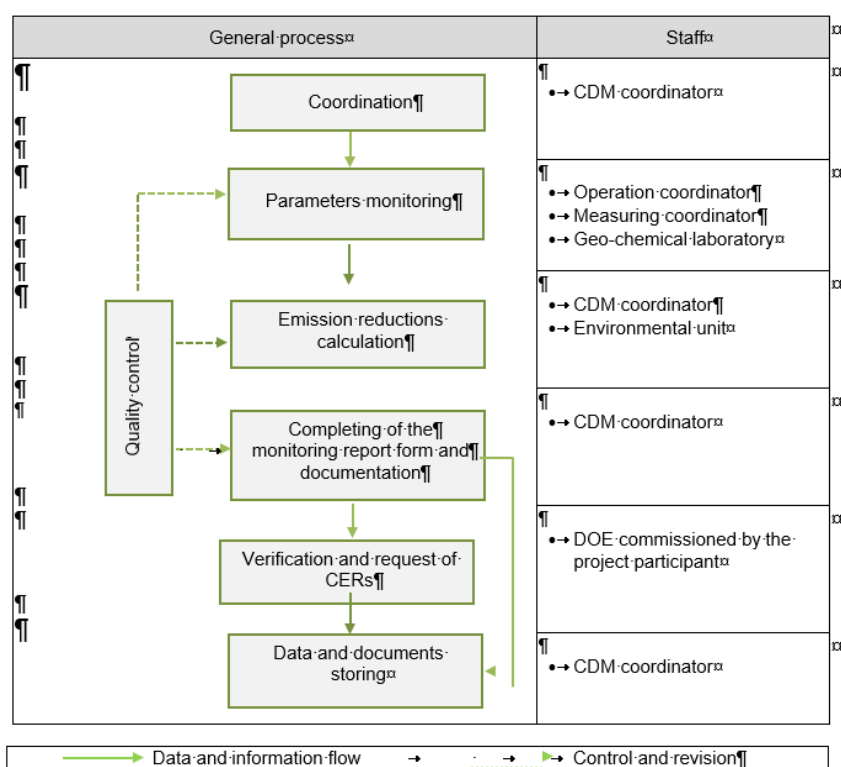 General process
Staff
Coordination
CDM coordinator
Parameters monitoring
Operation coordinator
Measuring coordinator
Geo-chemical laboratory
Quality control
Emission reductions
calculation
CDM coordinator
Environmental unit
Completing of the
monitoring report form and
documentation
CDM coordinator
Verification and request of
CERs
DOE commissioned by the
project participant
Data and documents
storing
CDM coordinator
Data and information flow
Control and revision